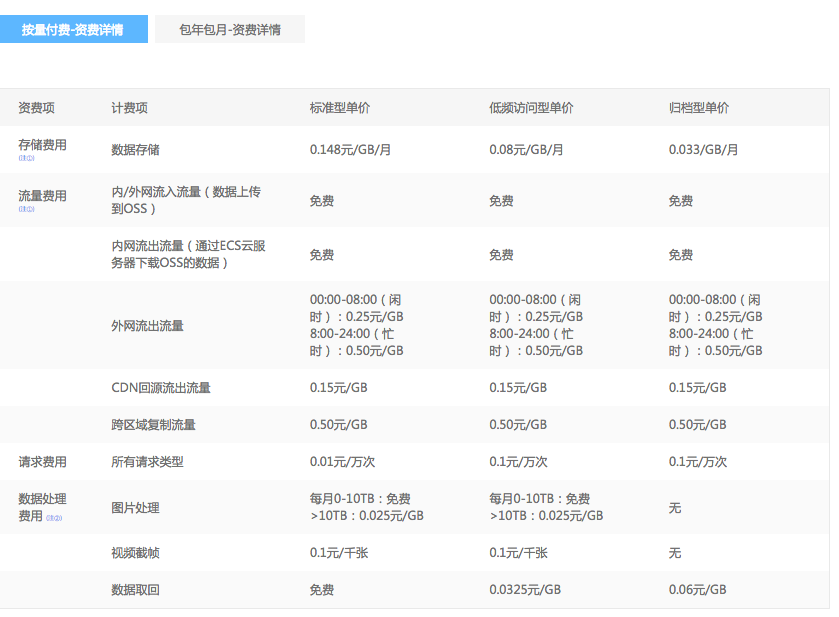 按量付费-资费详情 包年包月-资费详情
资费项 计费项 标准型单价 低频访问型单价 归档型单价
存储费用 数据存储 0.148元/GB/月 0.08元/GB/月 0.033/GB/月
流量费用 内/外网流入流量（数据上传
到OSS） 免费 免费 免费
内网流出流量（通过ECS云服
务器下载OSS的数据） 免费 免费 免费
外网流出流量
00:00-08:00（闲 00:00-08:00（闲 00:00-08:00（闲
时）：0.25元/GB 时）：0.25元/GB 时）：0.25元/GB
8:00-24:00（忙 8:00-24:00（忙 8:00-24:00（忙
时）：0.50元/GB 时）：0.50元/GB 时）：0.50元/GB
CDN回源流出流量 0.15元/GB 0.15元/GB 0.15元/GB
跨区域复制流量 0.50元/GB 0.50元/GB 0.50元/GB
请求费用 所有请求类型 0.01元/万次 0.1元/万次 0.1元/万次
数据处理
费用 图片处理
每月0-10TB：免费 每月0-10TB：免费 无
>10TB：0.025元/GB >10TB：0.025元/GB
视频截帧 0.1元/千张 0.1元/千张 无
数据取回 免费 0.0325元/GB 0.06元/GB